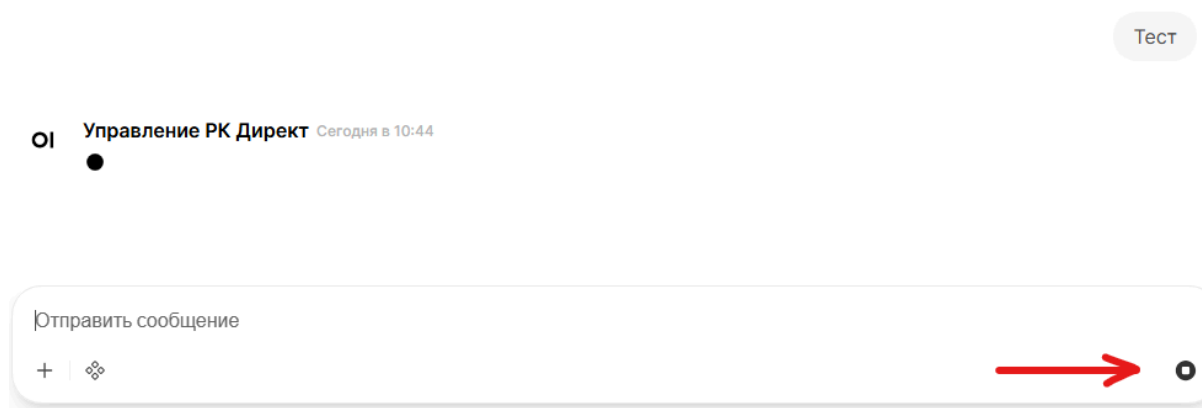 Тест
OI
Управление РК Директ Сегодня в 10:44
Отправить сообщение